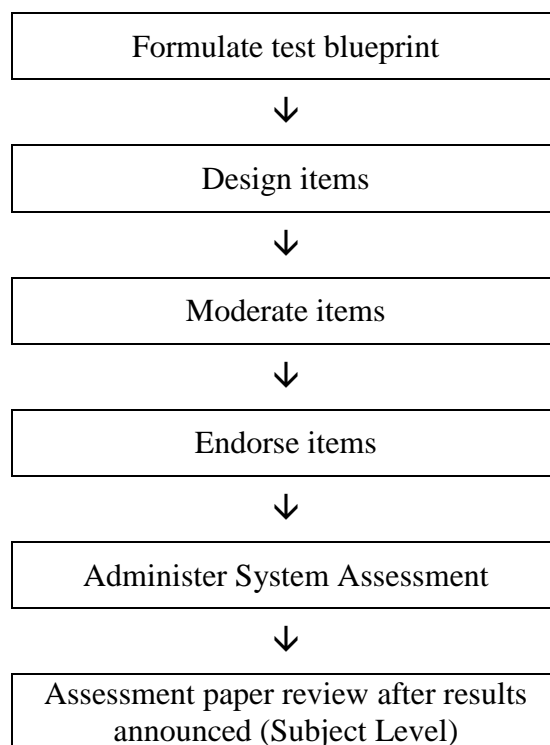 Formulate test blueprint
↓
Design items
↓
Moderate items
↓
Endorse items
↓
Administer System Assessment
↓
Assessment paper review after results
announced (Subject Level)